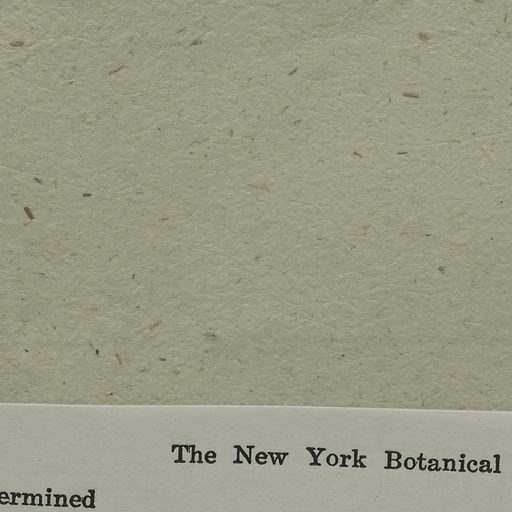 The New York Botanical
ermined